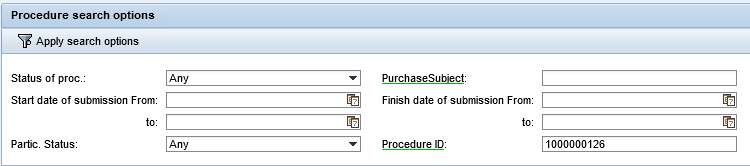 Procedure search options
Apply search options
Status of proc.: Any PurchaseSubject:
Start date of submission From: Finish date of submission From:
to: to:
Partic. Status: Any Procedure ID: 1000000126